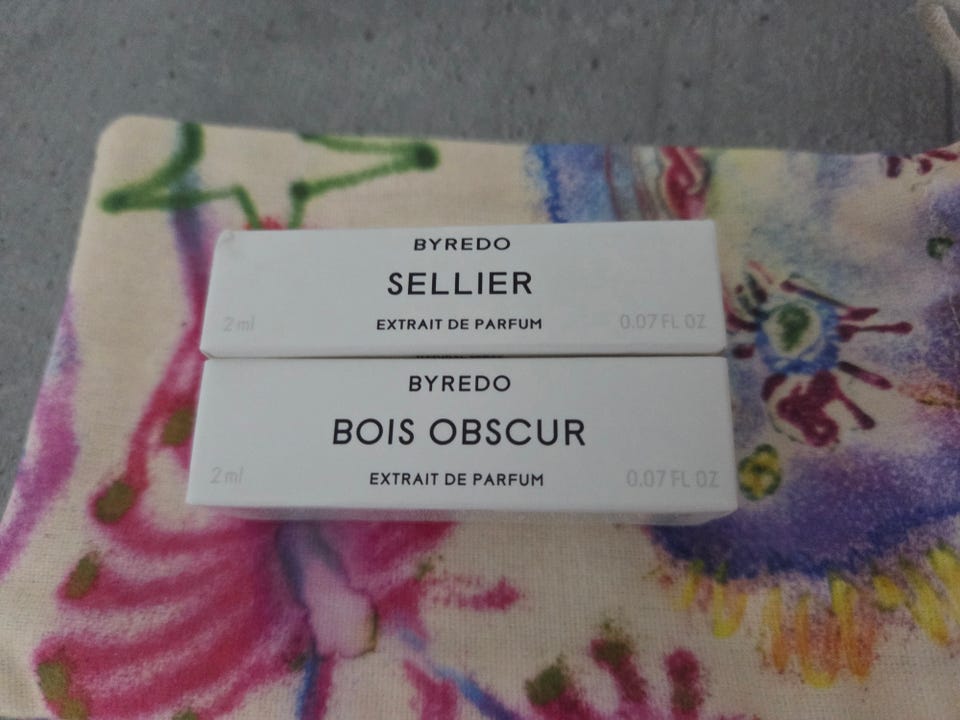 BYREDO
SELLIER
EXTRAIT DE PARFUM
2 ml 0.07 FL OZ
BYREDO
BOIS OBSCUR
EXTRAIT DE PARFUM
2 ml 0.07 FL OZ